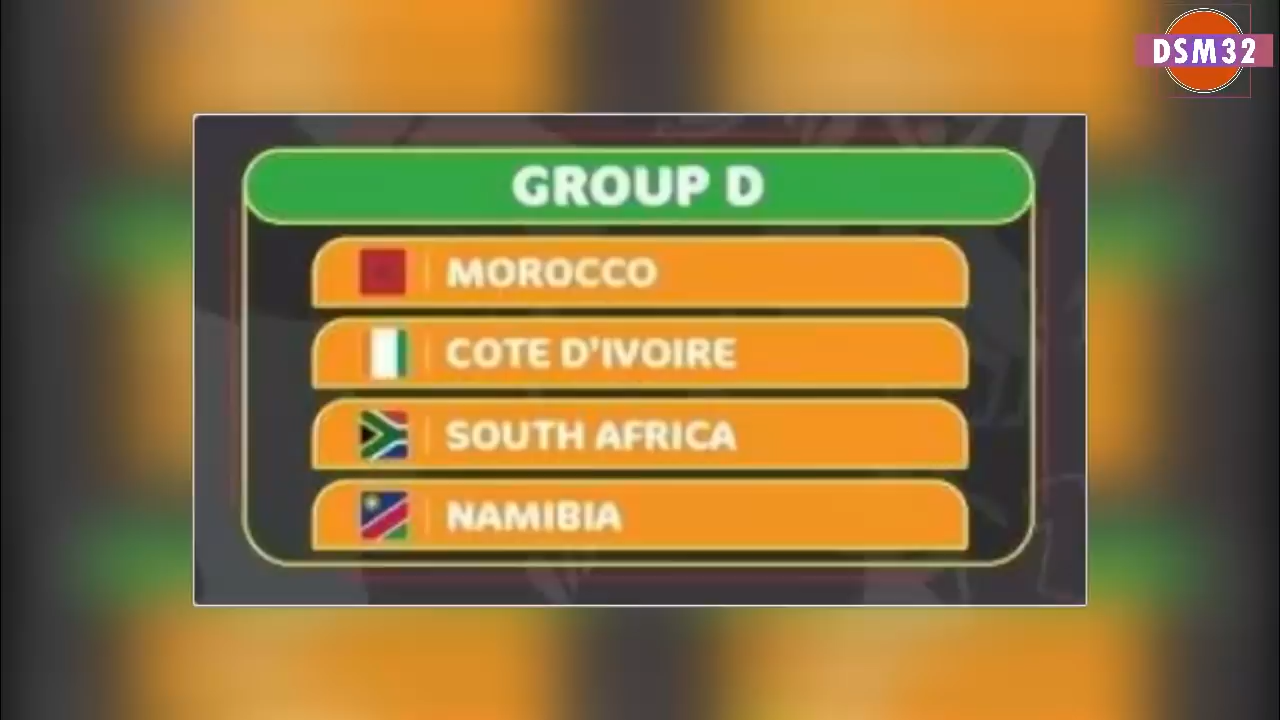 DSM32
GROUP D
MOROCCO
COTE D'IVOIRE
SOUTH AFRICA
NAMIBIA